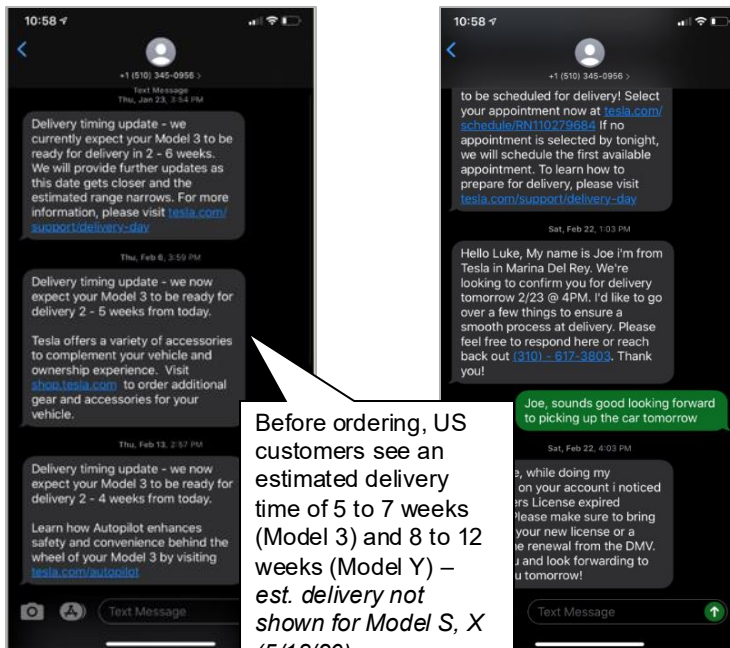 10:58
+1 (510) 345-0956 >
Text Message
Thu, Jan 23, 3:54 PM
Delivery timing update - we
currently expect your Model 3 to be
ready for delivery in 2 - 6 weeks.
We will provide further updates as
this date gets closer and the
estimated range narrows. For more
information, please visit tesla.com/
support/delivery-day
Thu, Feb 6, 3:59 PM
Delivery timing update - we now
expect your Model 3 to be ready for
delivery 2 - 5 weeks from today.
Tesla offers a variety of accessories
to complement your vehicle and
ownership experience. Visit
shop.tesla.com to order additional
gear and accessories for your
vehicle.
Thu, Feb 13, 2:57 PM
Delivery timing update - we now
expect your Model 3 to be ready for
delivery 2 - 4 weeks from today.
Learn how Autopilot enhances
safety and convenience behind the
wheel of your Model 3 by visiting
tesla.com/autopilot
Text Message
Before ordering, US
customers see an
estimated delivery
time of 5 to 7 weeks
(Model 3) and 8 to 12
weeks (Model Y) –
est. delivery not
shown for Model S, X
10:58
+1 (510) 345-0956 >
to be scheduled for delivery! Select
your appointment now at tesla.com/
schedule/RN110279684 If no
appointment is selected by tonight,
we will schedule the first available
appointment. To learn how to
prepare for delivery, please visit
tesla.com/support/delivery-day
Sat, Feb 22, 1:03 PM
Hello Luke, My name is Joe i'm from
Tesla in Marina Del Rey. We're
looking to confirm you for delivery
tomorrow 2/23 @ 4PM. I'd like to go
over a few things to ensure a
smooth process at delivery. Please
feel free to respond here or reach
back out (310) - 617-3803. Thank
you!
Joe, sounds good looking forward
to picking up the car tomorrow
Sat, Feb 22, 4:03 PM
, while doing my
on your account i noticed
License expired
Please make sure to bring
your new license or a
renewal from the DMV.
and look forwarding to
tomorrow!
Text Message